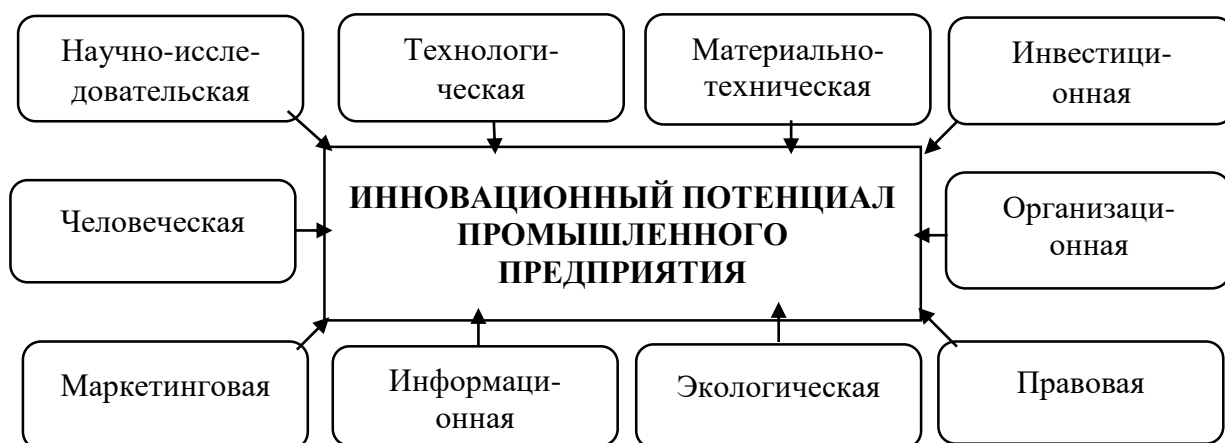 Научно-иссле-
довательская
Технологи-
ческая
Материально-
техническая
Инвестици-
онная
Человеческая
ИННОВАЦИОННЫЙ ПОТЕНЦИАЛ
ПРОМЫШЛЕННОГО
ПРЕДПРИЯТИЯ
Организаци-
онная
Маркетинговая
Информаци-
онная
Экологическая
Правовая